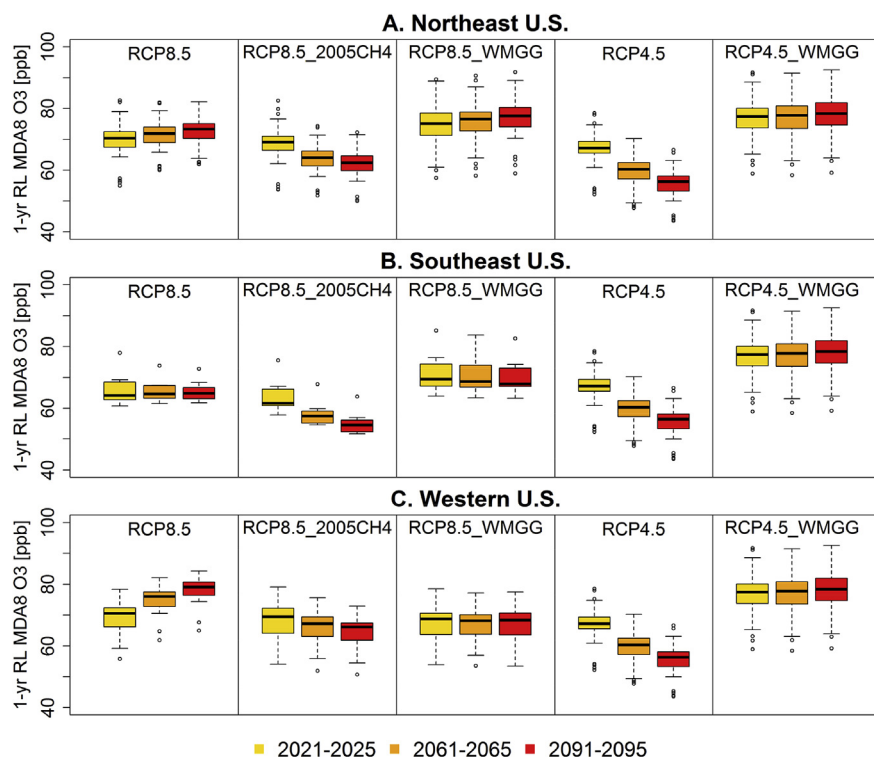 A. Northeast U.S.
RCP8.5 RCP8.5_2005CH4 RCP8.5_WMGG RCP4.5 RCP4.5_WMGG
1-yr RL MDA8 O3 [ppb]
100
80
60
40
B. Southeast U.S.
RCP8.5 RCP8.5_2005CH4 RCP8.5_WMGG RCP4.5 RCP4.5_WMGG
1-yr RL MDA8 O3 [ppb]
100
80
60
40
C. Western U.S.
RCP8.5 RCP8.5_2005CH4 RCP8.5_WMGG RCP4.5 RCP4.5_WMGG
1-yr RL MDA8 O3 [ppb]
100
80
60
40
2021-2025 2061-2065 2091-2095